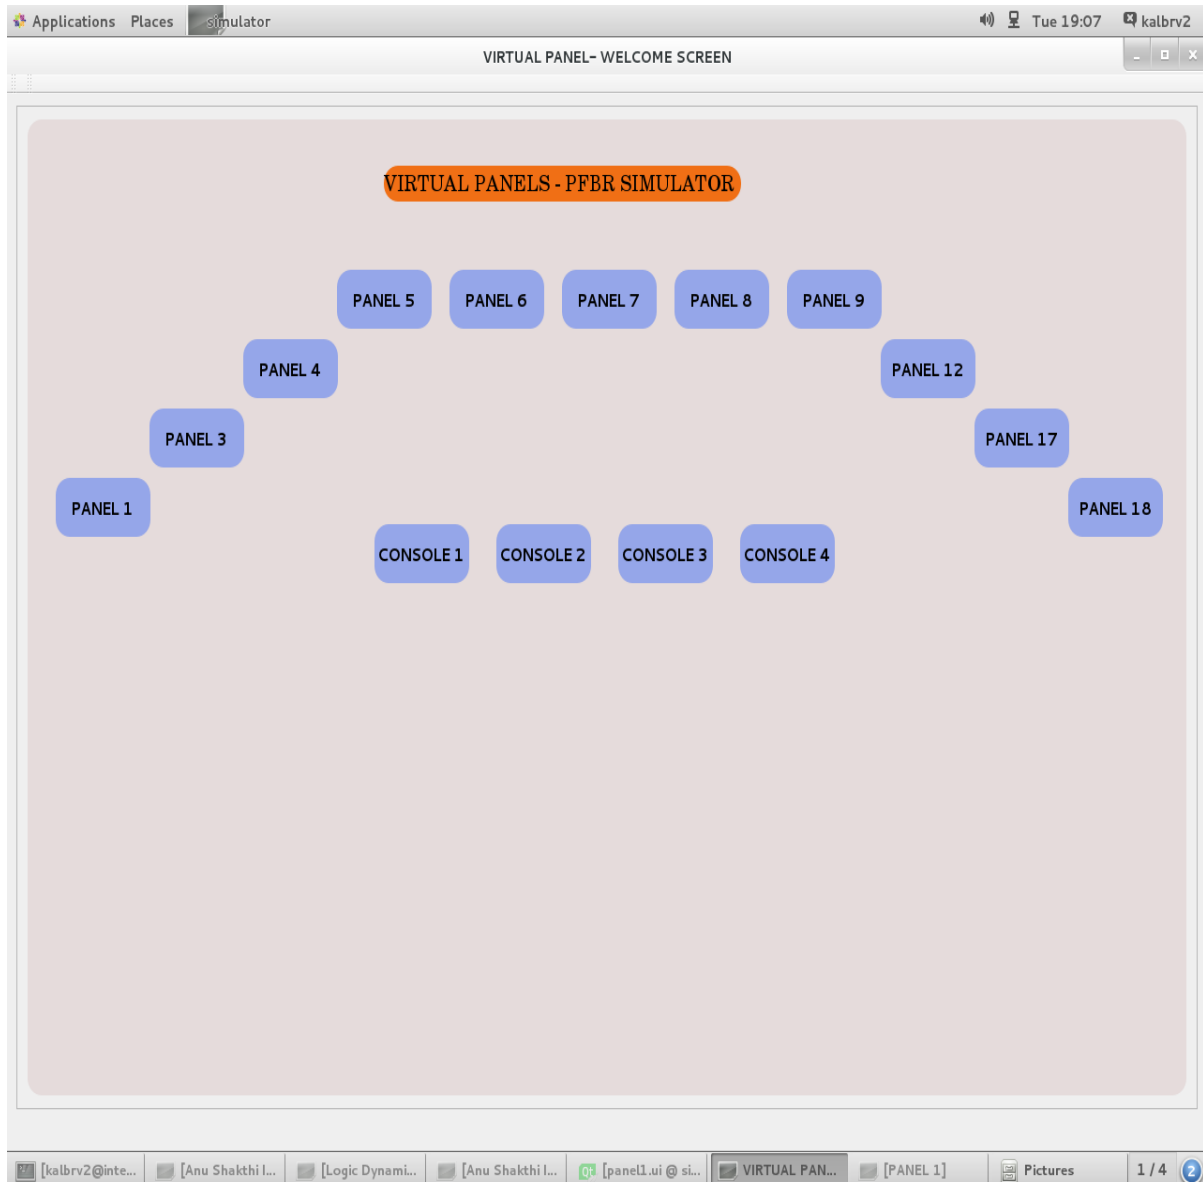 Applications Places simulator Tue 19:07 kalbrv2
VIRTUAL PANEL- WELCOME SCREEN
VIRTUAL PANELS - PFBR SIMULATOR
PANEL 5 PANEL 6 PANEL 7 PANEL 8 PANEL 9
PANEL 4 PANEL 12
PANEL 3 PANEL 17
PANEL 1 PANEL 18
CONSOLE 1 CONSOLE 2 CONSOLE 3 CONSOLE 4
[kalbrv2@inte... [Anu Shakthi I... [Logic Dynami... [Anu Shakthi I... Qt [panel1.ui @ si... VIRTUAL PAN... [PANEL 1] Pictures 1 / 4 2